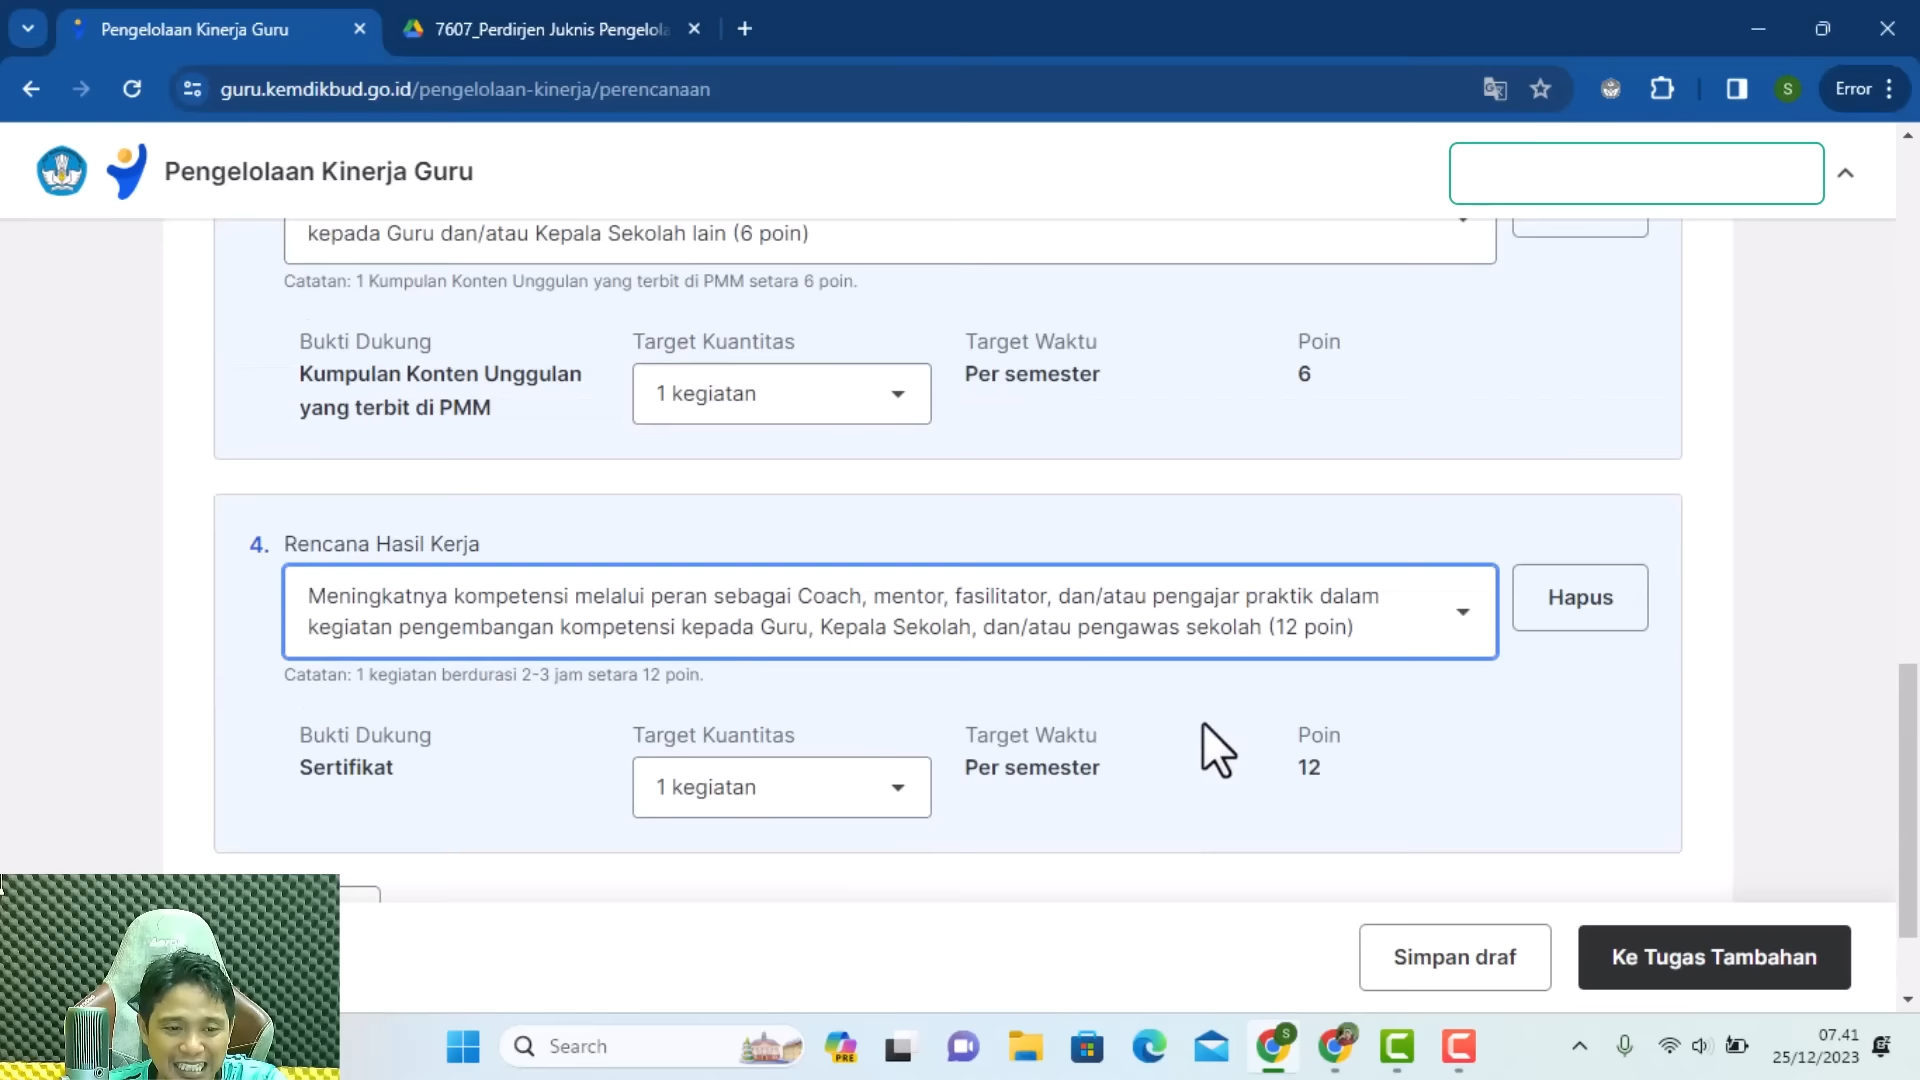 Pengelolaan Kinerja Guru
7607_Perdirjen Juknis Pengelola
guru.kemdikbud.go.id/pengelolaan-kinerja/perencanaan
S
Error
Pengelolaan Kinerja Guru
kepada Guru dan/atau Kepala Sekolah lain (6 poin)
Catatan: 1 Kumpulan Konten Unggulan yang terbit di PMM setara 6 poin.
Bukti Dukung
Kumpulan Konten Unggulan
yang terbit di PMM
Target Kuantitas
1 kegiatan
Target Waktu
Per semester
Poin
6
4. Rencana Hasil Kerja
Meningkatnya kompetensi melalui peran sebagai Coach, mentor, fasilitator, dan/atau pengajar praktik dalam
kegiatan pengembangan kompetensi kepada Guru, Kepala Sekolah, dan/atau pengawas sekolah (12 poin)
Hapus
Catatan: 1 kegiatan berdurasi 2-3 jam setara 12 poin.
Bukti Dukung
Sertifikat
Target Kuantitas
1 kegiatan
Target Waktu
Per semester
Poin
12
Simpan draf
Ke Tugas Tambahan
Search
PRE
S
07.41
25/12/2023